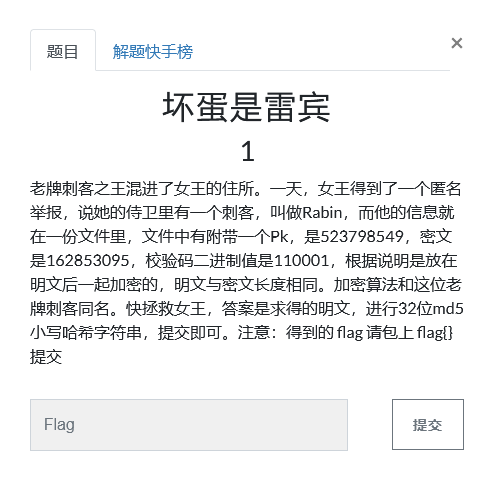 题目 解题快手榜 ×
坏蛋是雷宾
1
老牌刺客之王混进了女王的住所。一天，女王得到了一个匿名
举报，说她的侍卫里有一个刺客，叫做Rabin，而他的信息就
在一份文件里，文件中有附带一个Pk，是523798549，密文
是162853095，校验码二进制值是110001，根据说明是放在
明文后一起加密的，明文与密文长度相同。加密算法和这位老
牌刺客同名。快拯救女王，答案是求得的明文，进行32位md5
小写哈希字符串，提交即可。注意：得到的 flag 请包上 flag{}
提交
Flag 提交